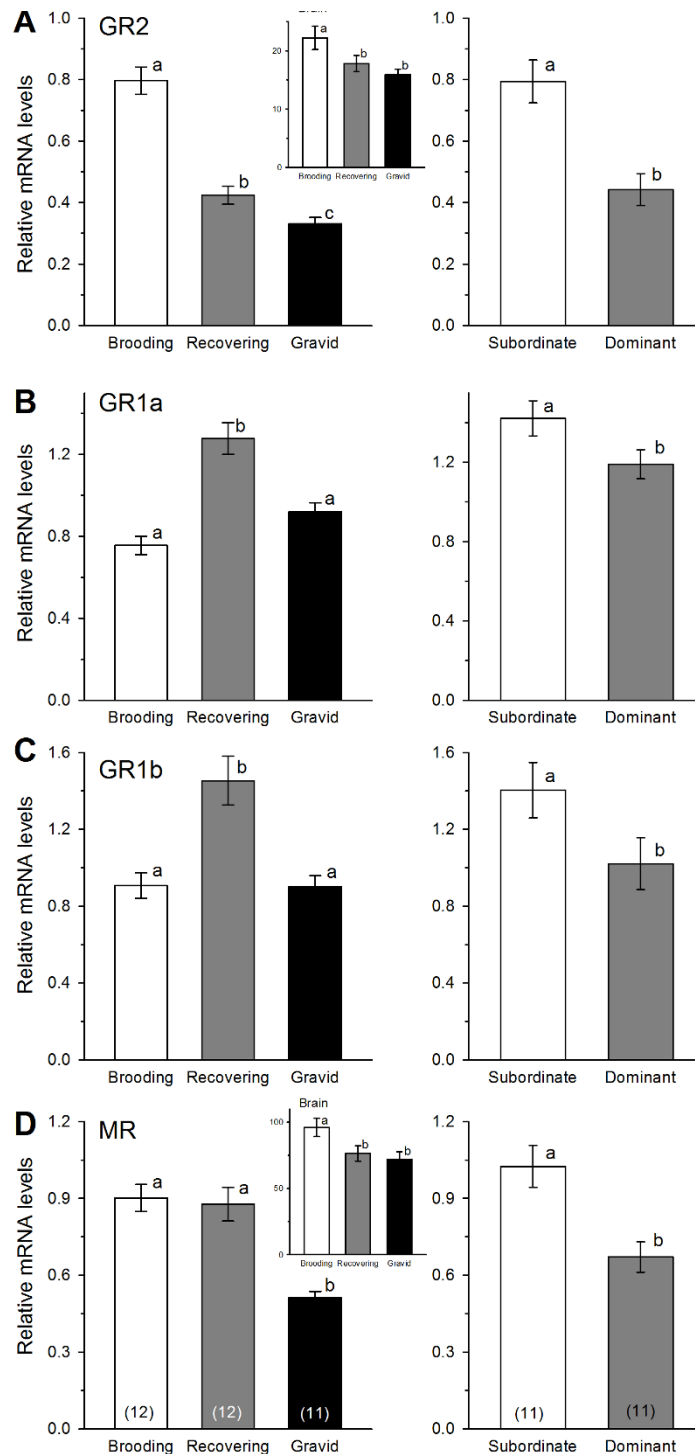 A
GR2
Relative mRNA levels
1.0
0.8
0.6
0.4
0.2
0.0
a
b
c
Brooding Recovering Gravid
Brain
20
10
0
a
b
b
Brooding Recovering Gravid
1.0
0.8
0.6
0.4
0.2
0.0
a
b
Subordinate Dominant
B
GR1a
Relative mRNA levels
1.2
0.8
0.4
0.0
a
b
a
Brooding Recovering Gravid
1.2
0.8
0.4
0.0
a
b
Subordinate Dominant
C
GR1b
Relative mRNA levels
1.6
1.2
0.8
0.4
0.0
a
b
a
Brooding Recovering Gravid
1.6
1.2
0.8
0.4
0.0
a
b
Subordinate Dominant
D
MR
Relative mRNA levels
1.2
0.9
0.6
0.3
0.0
a
a
b
(12) (12) (11)
Brooding Recovering Gravid
Brain
100
50
0
a
b
b
Brooding Recovering Gravid
1.2
0.9
0.6
0.3
0.0
a
b
(11) (11)
Subordinate Dominant